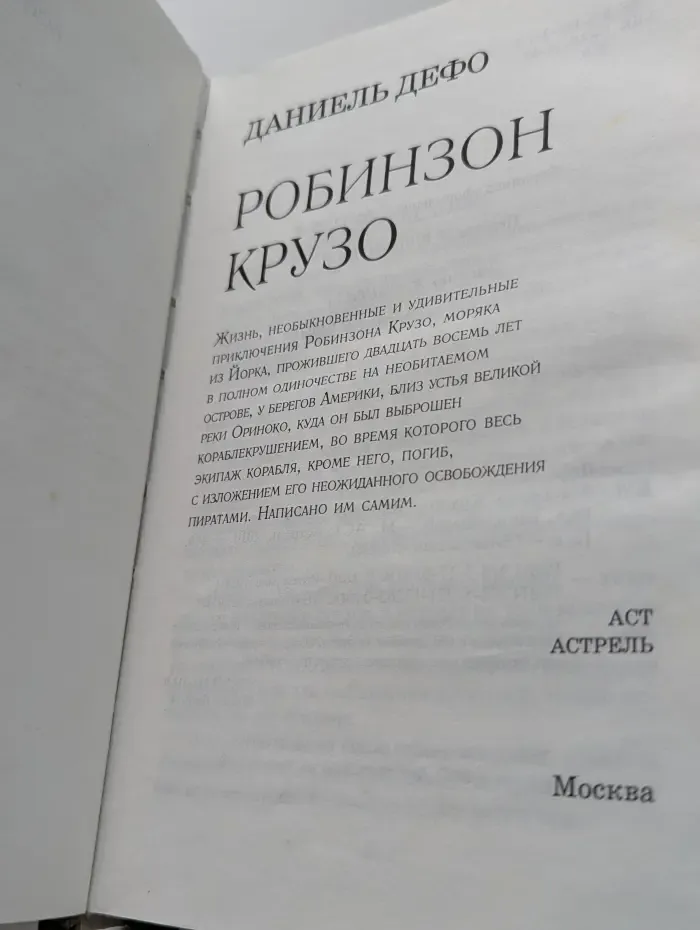 ДАНИЕЛЬ ДЕФО
РОБИНЗОН
КРУЗО
Жизнь, необыкновенные и удивительные
приключения Робинзона Крузо, моряка
из Йорка, прожившего двадцать восемь лет
в полном одиночестве на необитаемом
острове, у берегов Америки, близ устья великой
реки Ориноко, куда он был выброшен
кораблекрушением, во время которого весь
экипаж корабля, кроме него, погиб,
с изложением его неожиданного освобождения
пиратами. Написано им самим.
АСТ
АСТРЕЛЬ
Москва